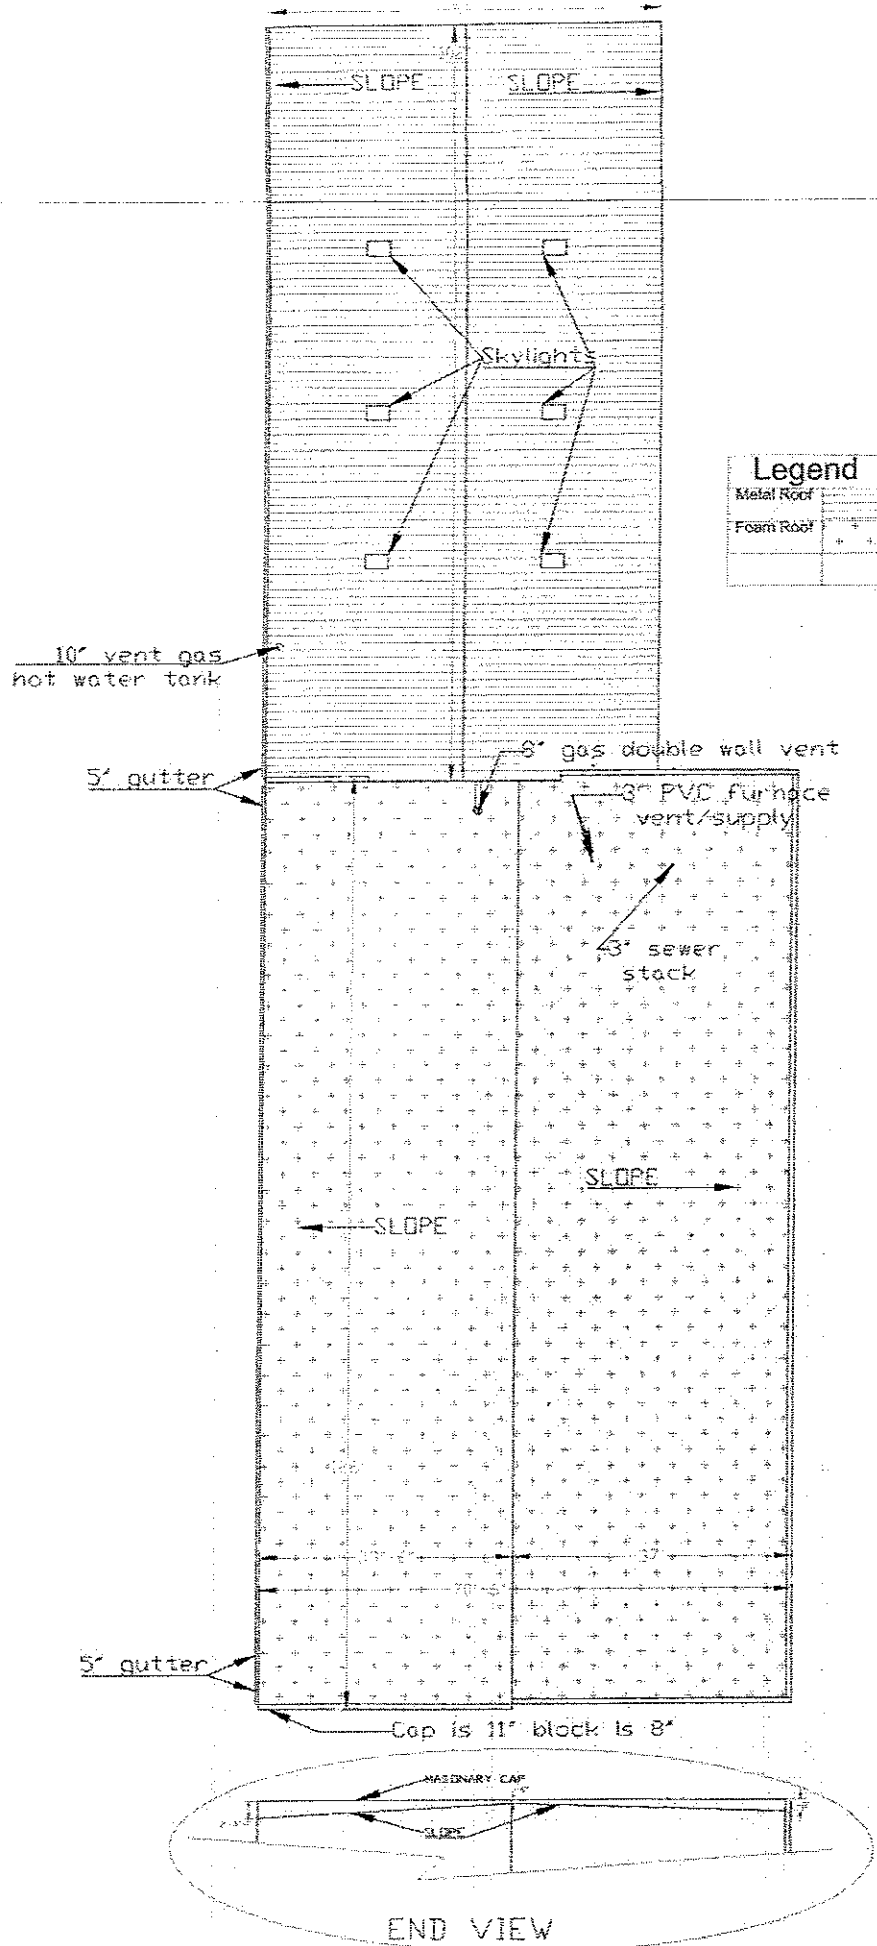 SLOPE
SLOPE
Skylights
Legend
Metal Roof
Foam Roof
10" vent gas
hot water tank
8" gas double wall vent
5" gutter
3" PVC furnace
vent/supply
3" sewer
stack
SLOPE
SLOPE
37'
70'-6"
5" gutter
Cap is 11" block is 8"
MASONARY CAP
SLOPE
END VIEW